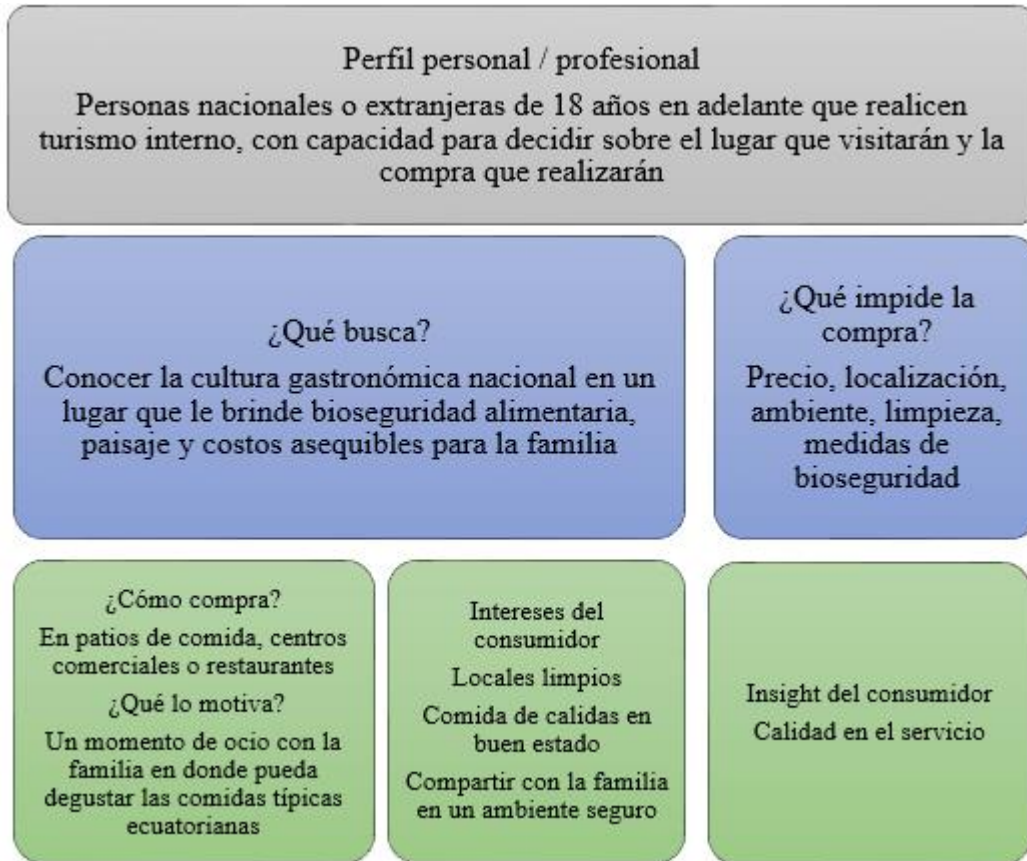 Perfil personal / profesional
Personas nacionales o extranjeras de 18 años en adelante que realicen
turismo interno, con capacidad para decidir sobre el lugar que visitarán y la
compra que realizarán
¿Qué busca?
Conocer la cultura gastronómica nacional en un
lugar que le brinde bioseguridad alimentaria,
paisaje y costos asequibles para la familia
¿Qué impide la
compra?
Precio, localización,
ambiente, limpieza,
medidas de
bioseguridad
¿Cómo compra?
En patios de comida, centros
comerciales o restaurantes
¿Qué lo motiva?
Un momento de ocio con la
familia en donde pueda
degustar las comidas típicas
ecuatorianas
Intereses del
consumidor
Locales limpios
Comida de calidas en
buen estado
Compartir con la familia
en un ambiente seguro
Insight del consumidor
Calidad en el servicio